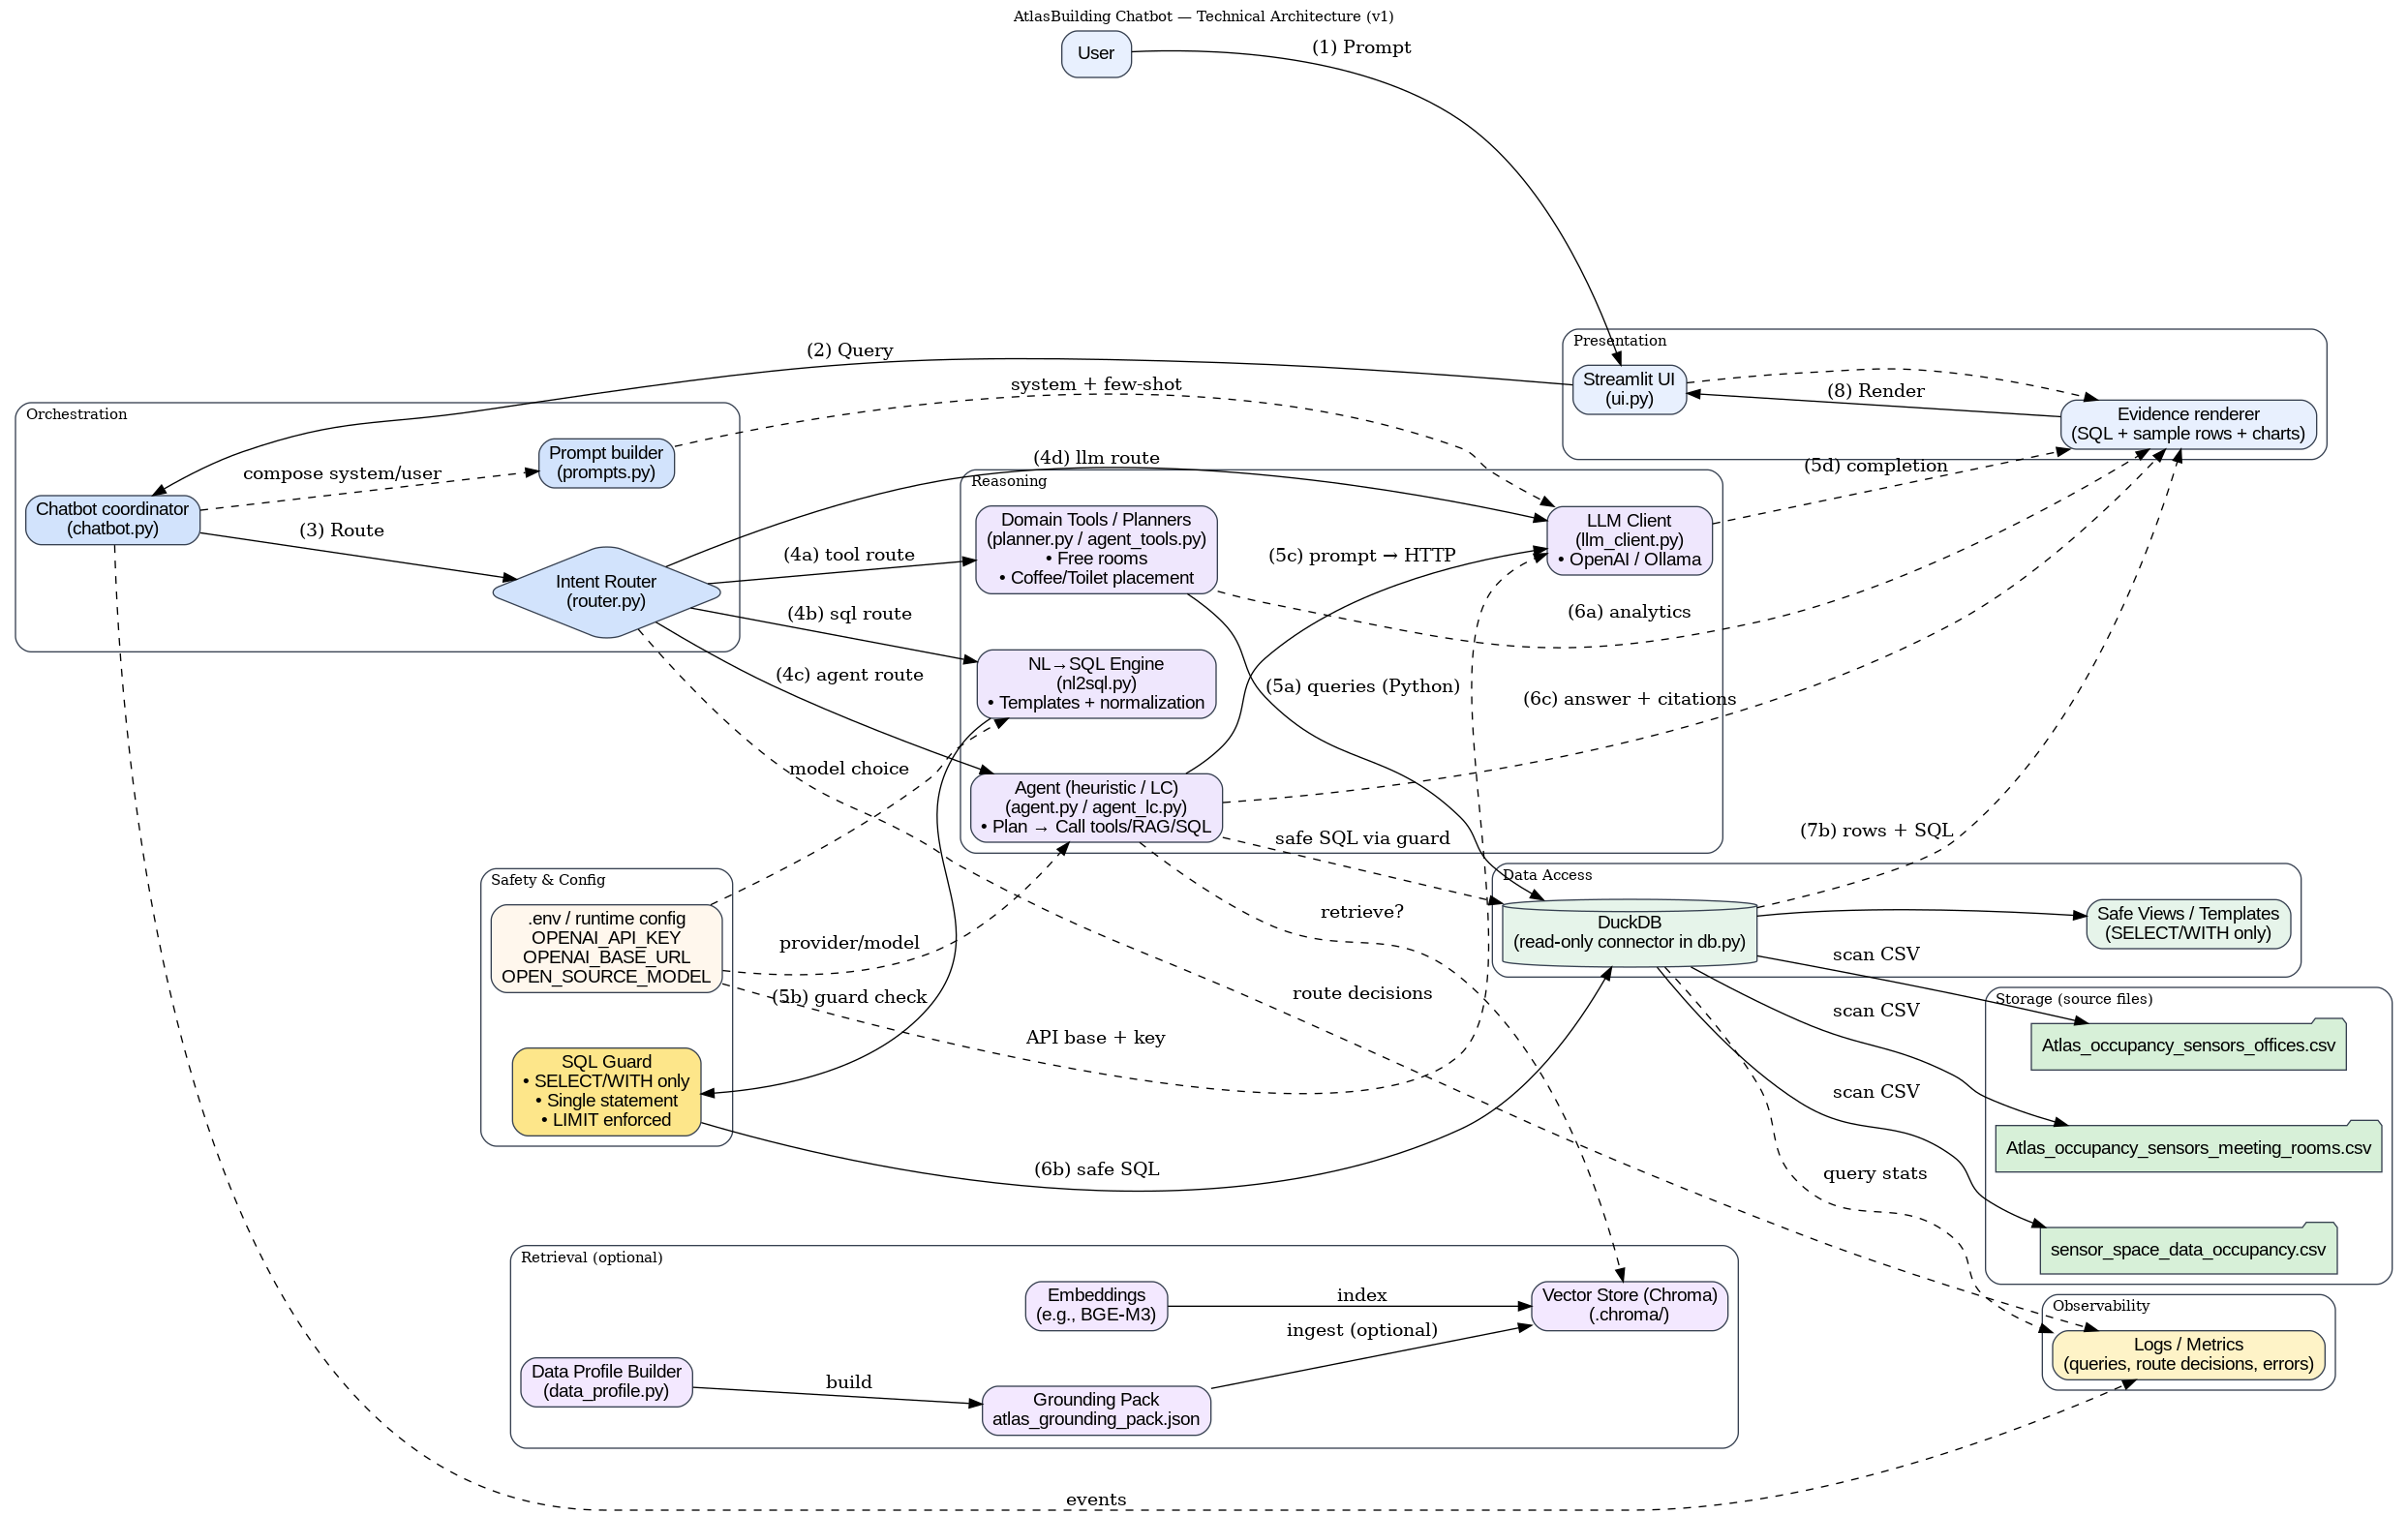 AtlasBuilding Chatbot — Technical Architecture (v1)
User
(1) Prompt
Presentation
Streamlit UI
(ui.py)
(8) Render
Evidence renderer
(SQL + sample rows + charts)
(2) Query
system + few-shot
Orchestration
Prompt builder
(prompts.py)
compose system/user
Chatbot coordinator
(chatbot.py)
(3) Route
Intent Router
(router.py)
(4d) llm route
(4a) tool route
(4b) sql route
(4c) agent route
model choice
Reasoning
Domain Tools / Planners
(planner.py / agent_tools.py)
• Free rooms
• Coffee/Toilet placement
LLM Client
(llm_client.py)
• OpenAI / Ollama
(5c) prompt → HTTP
(5d) completion
(6a) analytics
(5a) queries (Python)
(6c) answer + citations
NL→SQL Engine
(nl2sql.py)
• Templates + normalization
Agent (heuristic / LC)
(agent.py / agent_lc.py)
• Plan → Call tools/RAG/SQL
safe SQL via guard
(7b) rows + SQL
retrieve?
route decisions
Safety & Config
.env / runtime config
OPENAI_API_KEY
OPENAI_BASE_URL
OPEN_SOURCE_MODEL
provider/model
(5b) guard check
API base + key
SQL Guard
• SELECT/WITH only
• Single statement
• LIMIT enforced
(6b) safe SQL
Data Access
DuckDB
(read-only connector in db.py)
Safe Views / Templates
(SELECT/WITH only)
scan CSV
scan CSV
scan CSV
query stats
Storage (source files)
Atlas_occupancy_sensors_offices.csv
Atlas_occupancy_sensors_meeting_rooms.csv
sensor_space_data_occupancy.csv
Retrieval (optional)
Embeddings
(e.g., BGE-M3)
index
Vector Store (Chroma)
(.chroma/)
ingest (optional)
Data Profile Builder
(data_profile.py)
build
Grounding Pack
atlas_grounding_pack.json
Observability
Logs / Metrics
(queries, route decisions, errors)
events